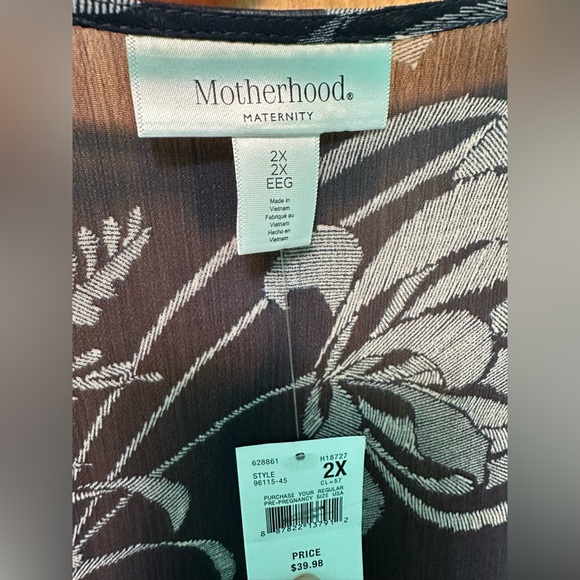 Motherhood®
MATERNITY
2X
2X
EEG
Made in
Vietnam
Fabriqué au
Vietnam
Hecho en
Vietnam
628861 H18727
STYLE 2X
96115-45 CL=57
PURCHASE YOUR REGULAR
PRE-PREGNANCY SIZE USA
PRICE
$39.98